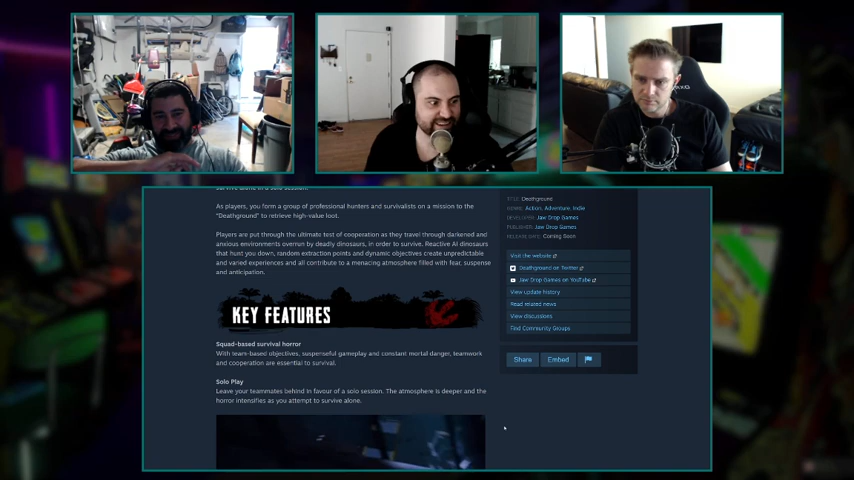 As players, you form a group of professional hunters and survivalists on a mission to the
"Deathground" to retrieve high-value loot.
Players are put through the ultimate test of cooperation as they travel through darkened and
anxious environments overrun by deadly dinosaurs, in order to survive. Reactive AI dinosaurs
that hunt you down, random extraction points and dynamic objectives create unpredictable
and varied experiences and all contribute to a menacing atmosphere filled with fear, suspense
and anticipation.
KEY FEATURES
Squad-based survival horror
With team-based objectives, suspenseful gameplay and constant mortal danger, teamwork
and cooperation are essential to survival.
Solo Play
Leave your teammates behind in favour of a solo session. The atmosphere is deeper and the
horror intensifies as you attempt to survive alone.
TITLE: Deathground
GENRE: Action, Adventure, Indie
DEVELOPER: Jaw Drop Games
PUBLISHER: Jaw Drop Games
RELEASE DATE: Coming Soon
Visit the website
Deathground on Twitter
Jaw Drop Games on YouTube
View update history
Read related news
View discussions
Find Community Groups
Share
Embed